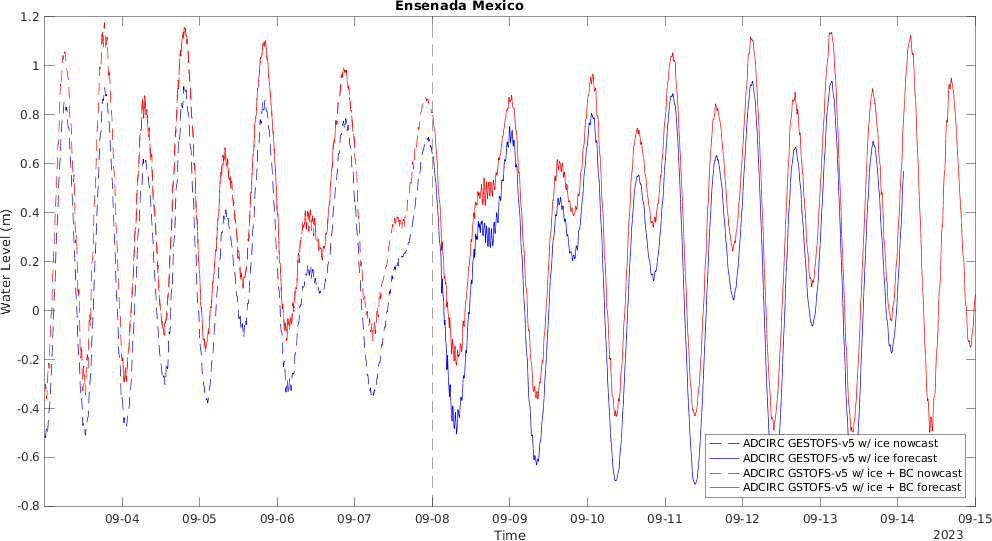 Ensenada Mexico
1.2
1
0.8
0.6
0.4
0.2
0
-0.2
-0.4
-0.6
-0.8
Water Level (m)
ADCIRC GESTOFS-v5 w/ ice nowcast
ADCIRC GESTOFS-v5 w/ ice forecast
ADCIRC GSTOFS-v5 w/ ice + BC nowcast
ADCIRC GSTOFS-v5 w/ ice + BC forecast
09-04 09-05 09-06 09-07 09-08 09-09 09-10 09-11 09-12 09-13 09-14 09-15
Time
2023